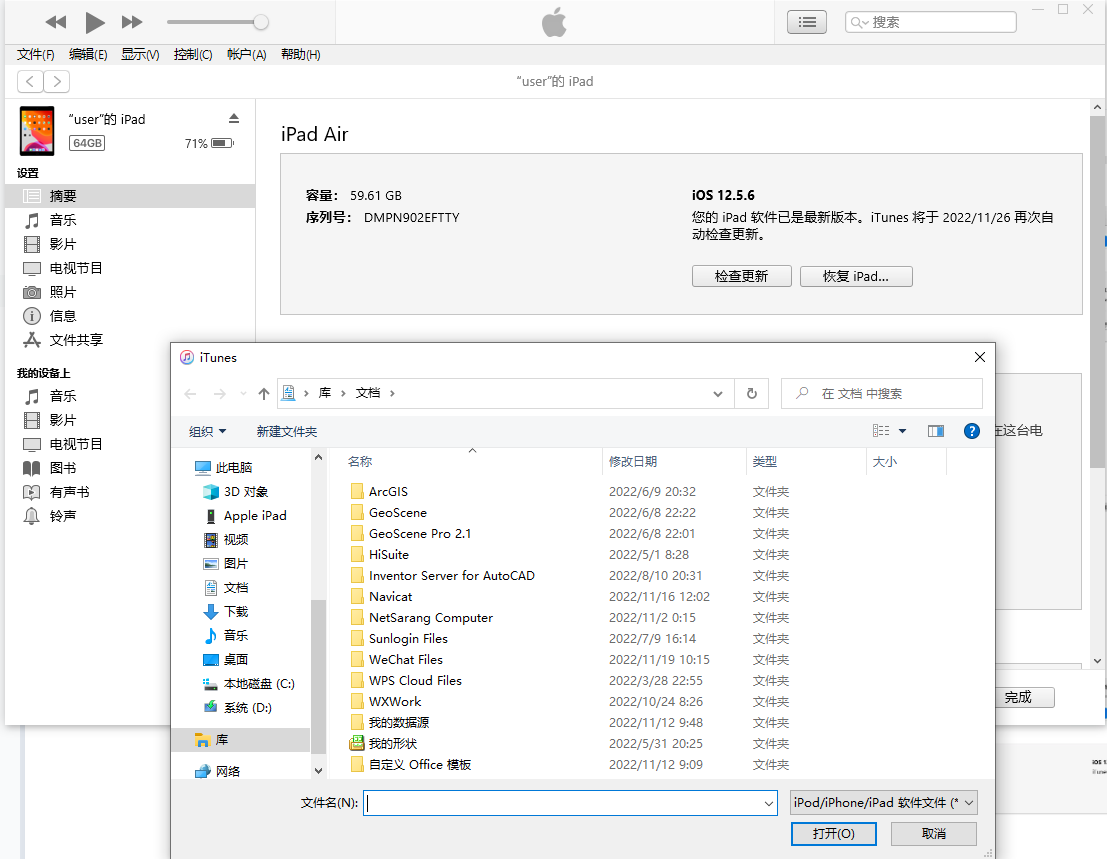 搜索
文件(F) 编辑(E) 显示(V) 控制(C) 帐户(A) 帮助(H)
“user”的 iPad
“user”的 iPad
64GB
71%
设置
摘要
音乐
影片
电视节目
照片
信息
文件共享
我的设备上
音乐
影片
电视节目
图书
有声书
铃声
iPad Air
容量： 59.61 GB
序列号： DMPN902EFTTY
iOS 12.5.6
您的 iPad 软件已是最新版本。iTunes 将于 2022/11/26 再次自
动检查更新。
检查更新 恢复 iPad...
在这台电
完成
iTunes
库 文档
在 文档 中搜索
组织 新建文件夹
此电脑
3D 对象
Apple iPad
视频
图片
文档
下载
音乐
桌面
本地磁盘 (C:)
系统 (D:)
库
网络
名称 修改日期 类型 大小
ArcGIS 2022/6/9 20:32 文件夹
GeoScene 2022/6/8 22:22 文件夹
GeoScene Pro 2.1 2022/6/8 22:01 文件夹
HiSuite 2022/5/1 8:28 文件夹
Inventor Server for AutoCAD 2022/8/10 20:31 文件夹
Navicat 2022/11/16 12:02 文件夹
NetSarang Computer 2022/11/2 0:15 文件夹
Sunlogin Files 2022/7/9 16:14 文件夹
WeChat Files 2022/11/19 10:15 文件夹
WPS Cloud Files 2022/3/28 22:55 文件夹
WXWork 2022/10/24 8:26 文件夹
我的数据源 2022/11/12 9:48 文件夹
我的形状 2022/5/31 20:25 文件夹
自定义 Office 模板 2022/11/12 9:09 文件夹
文件名(N):
iPod/iPhone/iPad 软件文件 (*
打开(O) 取消